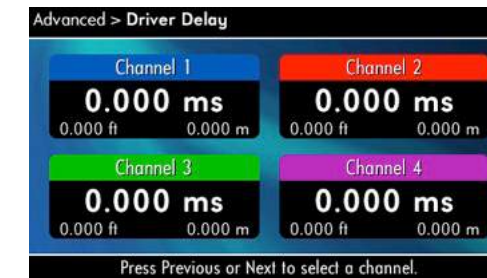 Advanced > Driver Delay
Channel 1
0.000 ms
0.000 ft 0.000 m
Channel 2
0.000 ms
0.000 ft 0.000 m
Channel 3
0.000 ms
0.000 ft 0.000 m
Channel 4
0.000 ms
0.000 ft 0.000 m
Press Previous or Next to select a channel.